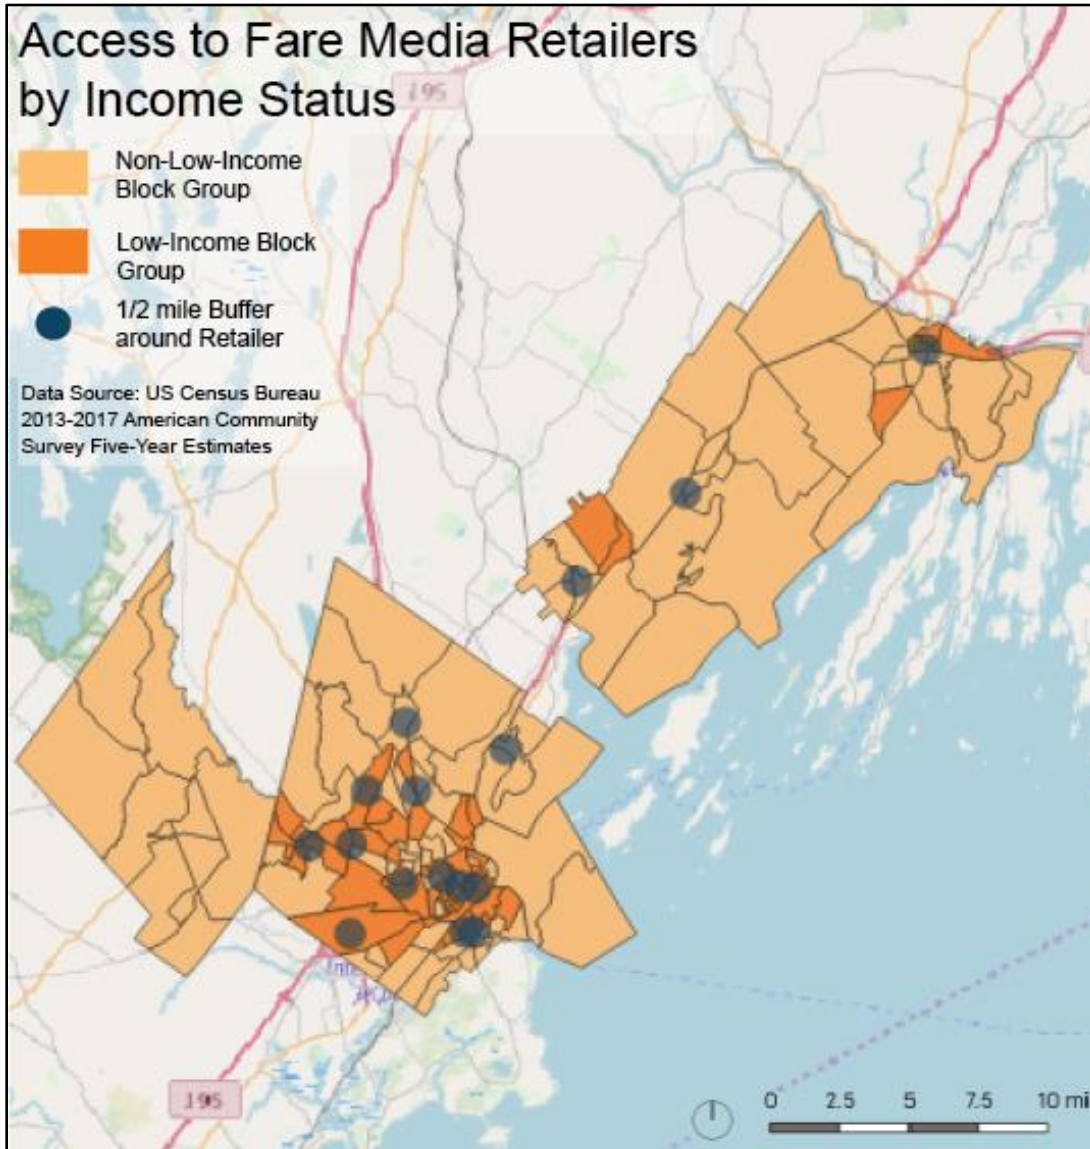 Access to Fare Media Retailers
by Income Status
I 95
Non-Low-Income
Block Group
Low-Income Block
Group
1/2 mile Buffer
around Retailer
Data Source: US Census Bureau
2013-2017 American Community
Survey Five-Year Estimates
I 95
0 2.5 5 7.5 10 mi